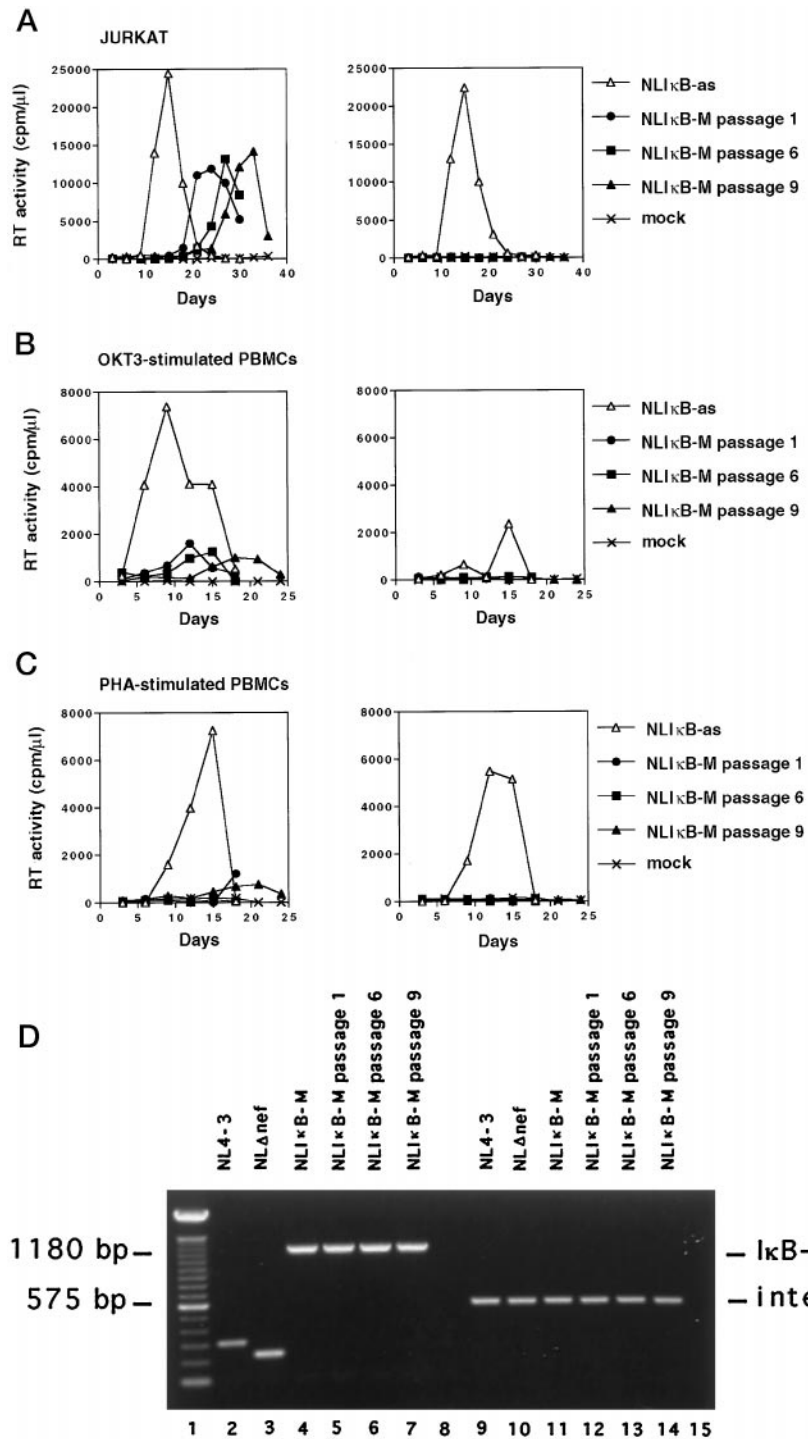 A
JURKAT
RT activity (cpm/µl)
25000
20000
15000
10000
5000
0
0 10 20 30 40
Days
25000
20000
15000
10000
5000
0
0 10 20 30 40
Days
NLIκB-as
NLIκB-M passage 1
NLIκB-M passage 6
NLIκB-M passage 9
mock
B
OKT3-stimulated PBMCs
RT activity (cpm/µl)
8000
6000
4000
2000
0
0 5 10 15 20 25
Days
8000
6000
4000
2000
0
0 5 10 15 20 25
Days
NLIκB-as
NLIκB-M passage 1
NLIκB-M passage 6
NLIκB-M passage 9
mock
C
PHA-stimulated PBMCs
RT activity (cpm/µl)
8000
6000
4000
2000
0
0 5 10 15 20 25
Days
8000
6000
4000
2000
0
0 5 10 15 20 25
Days
NLIκB-as
NLIκB-M passage 1
NLIκB-M passage 6
NLIκB-M passage 9
mock
D
NL4-3
NLΔnef
NLIκB-M
NLIκB-M passage 1
NLIκB-M passage 6
NLIκB-M passage 9
NL4-3
NLΔnef
NLIκB-M
NLIκB-M passage 1
NLIκB-M passage 6
NLIκB-M passage 9
1180 bp
575 bp
IκB-
inte
1 2 3 4 5 6 7 8 9 10 11 12 13 14 15